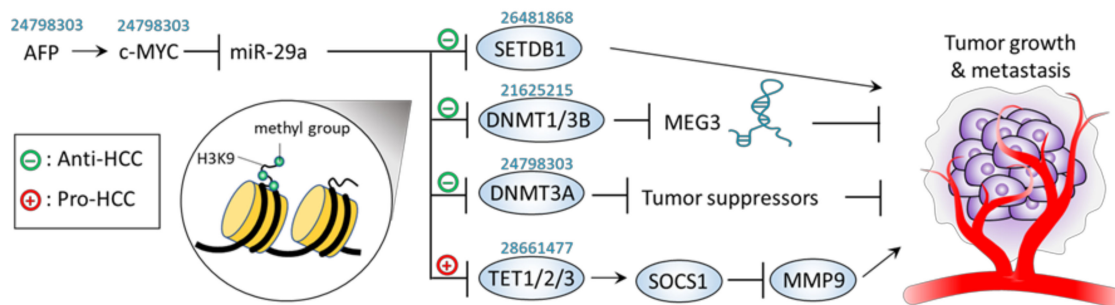 24798303 24798303 26481868
AFP c-MYC miR-29a SETDB1
Tumor growth
& metastasis
21625215
DNMT1/3B MEG3
methyl group
H3K9
− : Anti-HCC
+ : Pro-HCC
24798303
DNMT3A Tumor suppressors
28661477
TET1/2/3 SOCS1 MMP9